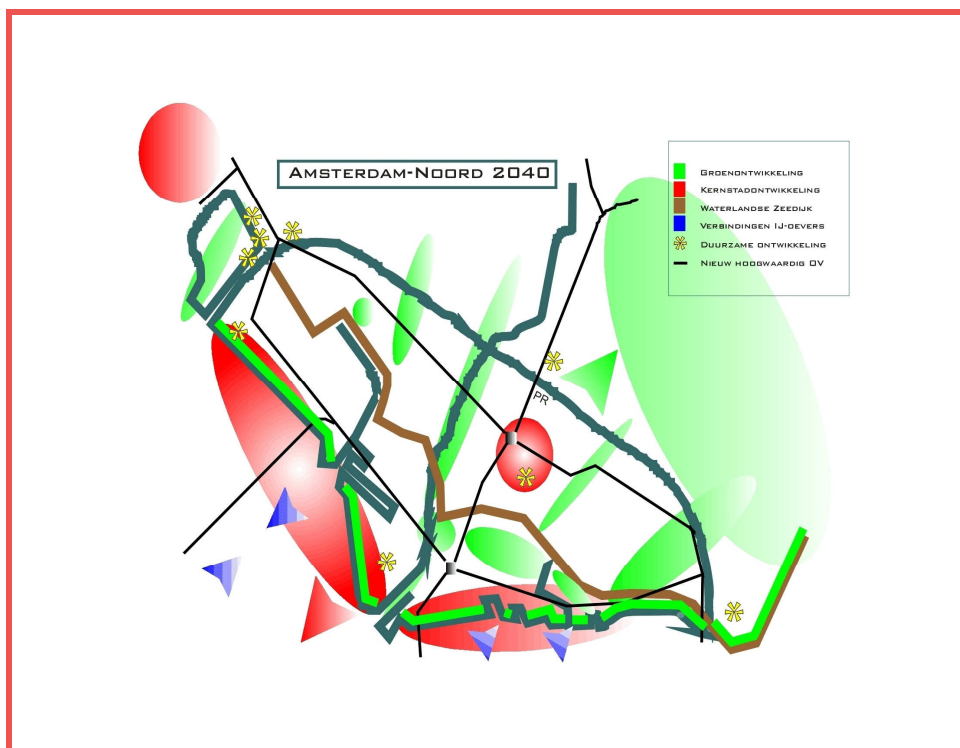 Amsterdam-Noord 2040
Groenontwikkeling
Kernstadontwikkeling
Waterlandse Zeedijk
Verbindingen IJ-oevers
Duurzame ontwikkeling
Nieuw hoogwaardig OV
PR